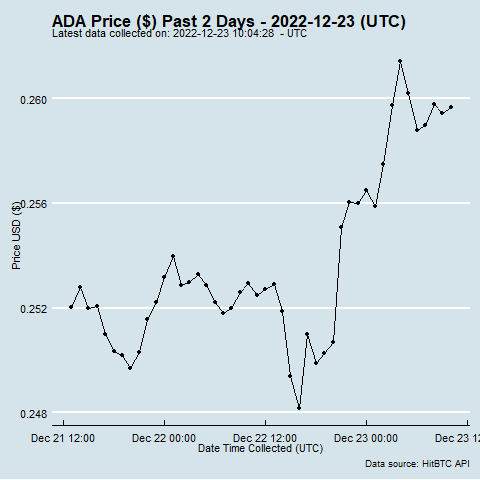 ADA Price ($) Past 2 Days - 2022-12-23 (UTC)
Latest data collected on: 2022-12-23 10:04:28 - UTC
0.260
0.256
Price USD ($)
0.252
0.248
Dec 21 12:00 Dec 22 00:00 Dec 22 12:00 Dec 23 00:00 Dec 23 12
Date Time Collected (UTC)
Data source: HitBTC API